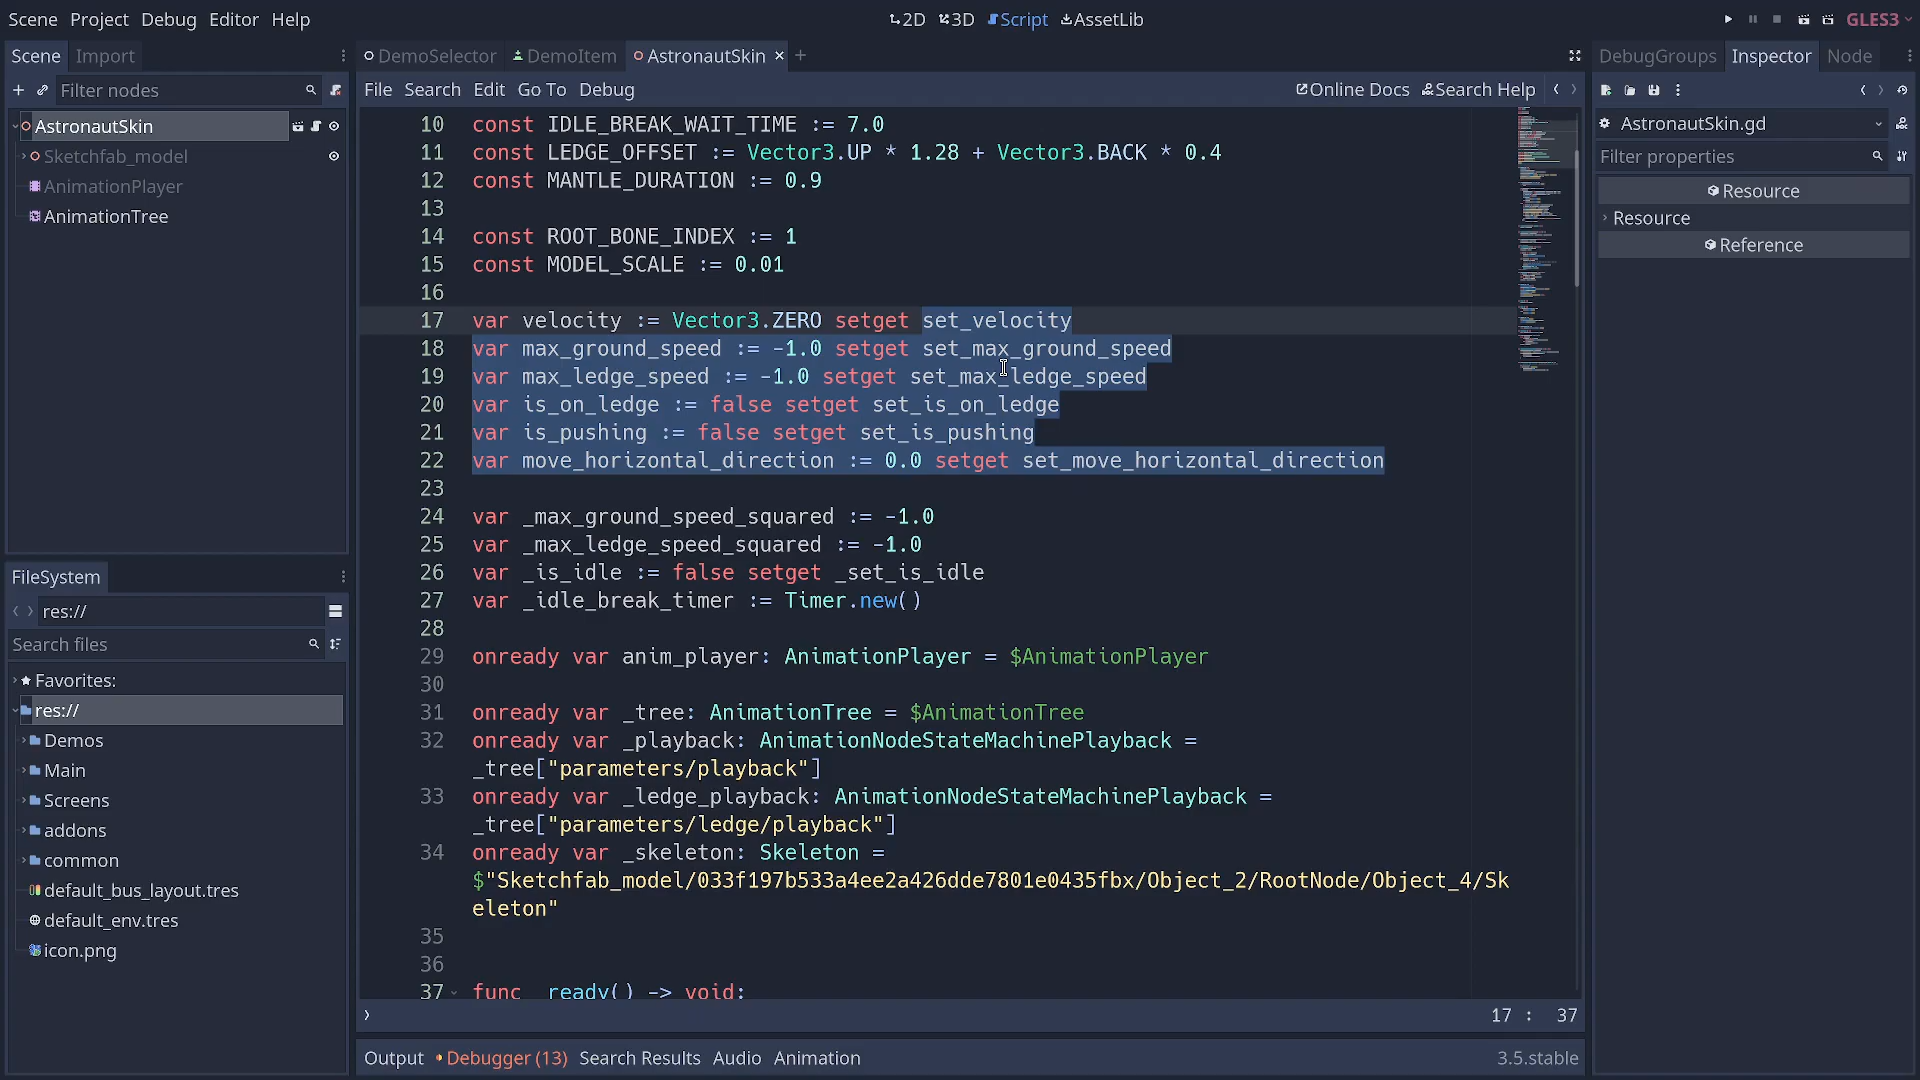 Scene Project Debug Editor Help
2D 3D Script AssetLib
GLES3
Scene Import
DemoSelector DemoItem AstronautSkin × +
DebugGroups Inspector Node
Filter nodes
File Search Edit Go To Debug
Online Docs Search Help
AstronautSkin
Sketchfab_model
AnimationPlayer
AnimationTree
10 const IDLE_BREAK_WAIT_TIME := 7.0
11 const LEDGE_OFFSET := Vector3.UP * 1.28 + Vector3.BACK * 0.4
12 const MANTLE_DURATION := 0.9
13
14 const ROOT_BONE_INDEX := 1
15 const MODEL_SCALE := 0.01
16
17 var velocity := Vector3.ZERO setget set_velocity
18 var max_ground_speed := -1.0 setget set_max_ground_speed
19 var max_ledge_speed := -1.0 setget set_max_ledge_speed
20 var is_on_ledge := false setget set_is_on_ledge
21 var is_pushing := false setget set_is_pushing
22 var move_horizontal_direction := 0.0 setget set_move_horizontal_direction
23
24 var _max_ground_speed_squared := -1.0
25 var _max_ledge_speed_squared := -1.0
26 var _is_idle := false setget _set_is_idle
27 var _idle_break_timer := Timer.new()
28
29 onready var anim_player: AnimationPlayer = $AnimationPlayer
30
31 onready var _tree: AnimationTree = $AnimationTree
32 onready var _playback: AnimationNodeStateMachinePlayback =
_tree["parameters/playback"]
33 onready var _ledge_playback: AnimationNodeStateMachinePlayback =
_tree["parameters/ledge/playback"]
34 onready var _skeleton: Skeleton =
$"Sketchfab_model/033f197b533a4ee2a426dde7801e0435fbx/Object_2/RootNode/Object_4/Sk
eleton"
35
36
37 func _ready() -> void:
17 : 37
FileSystem
res://
Search files
Favorites:
res://
Demos
Main
Screens
addons
common
default_bus_layout.tres
default_env.tres
icon.png
AstronautSkin.gd
Filter properties
Resource
Resource
Reference
Output Debugger (13) Search Results Audio Animation
3.5.stable